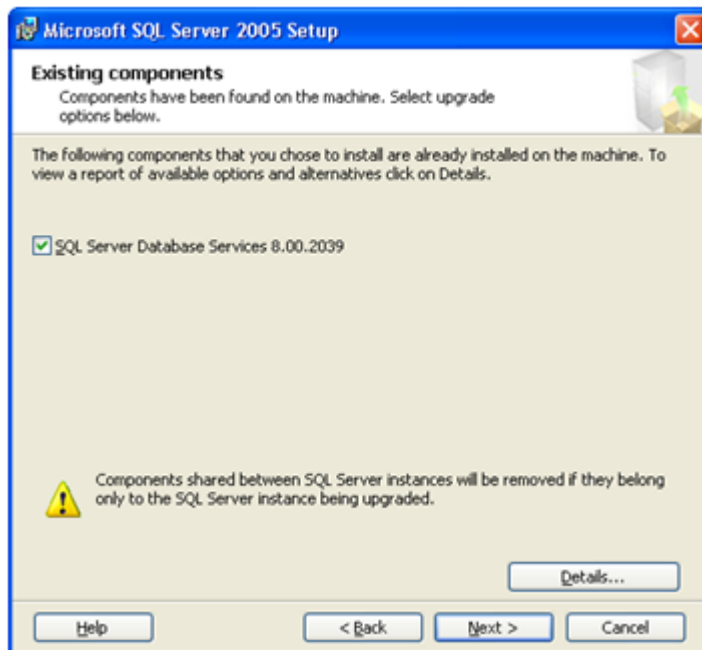 Microsoft SQL Server 2005 Setup
Existing components
Components have been found on the machine. Select upgrade
options below.
The following components that you chose to install are already installed on the machine. To
view a report of available options and alternatives click on Details.
SQL Server Database Services 8.00.2039
Components shared between SQL Server instances will be removed if they belong
only to the SQL Server instance being upgraded.
Details...
Help
< Back
Next >
Cancel